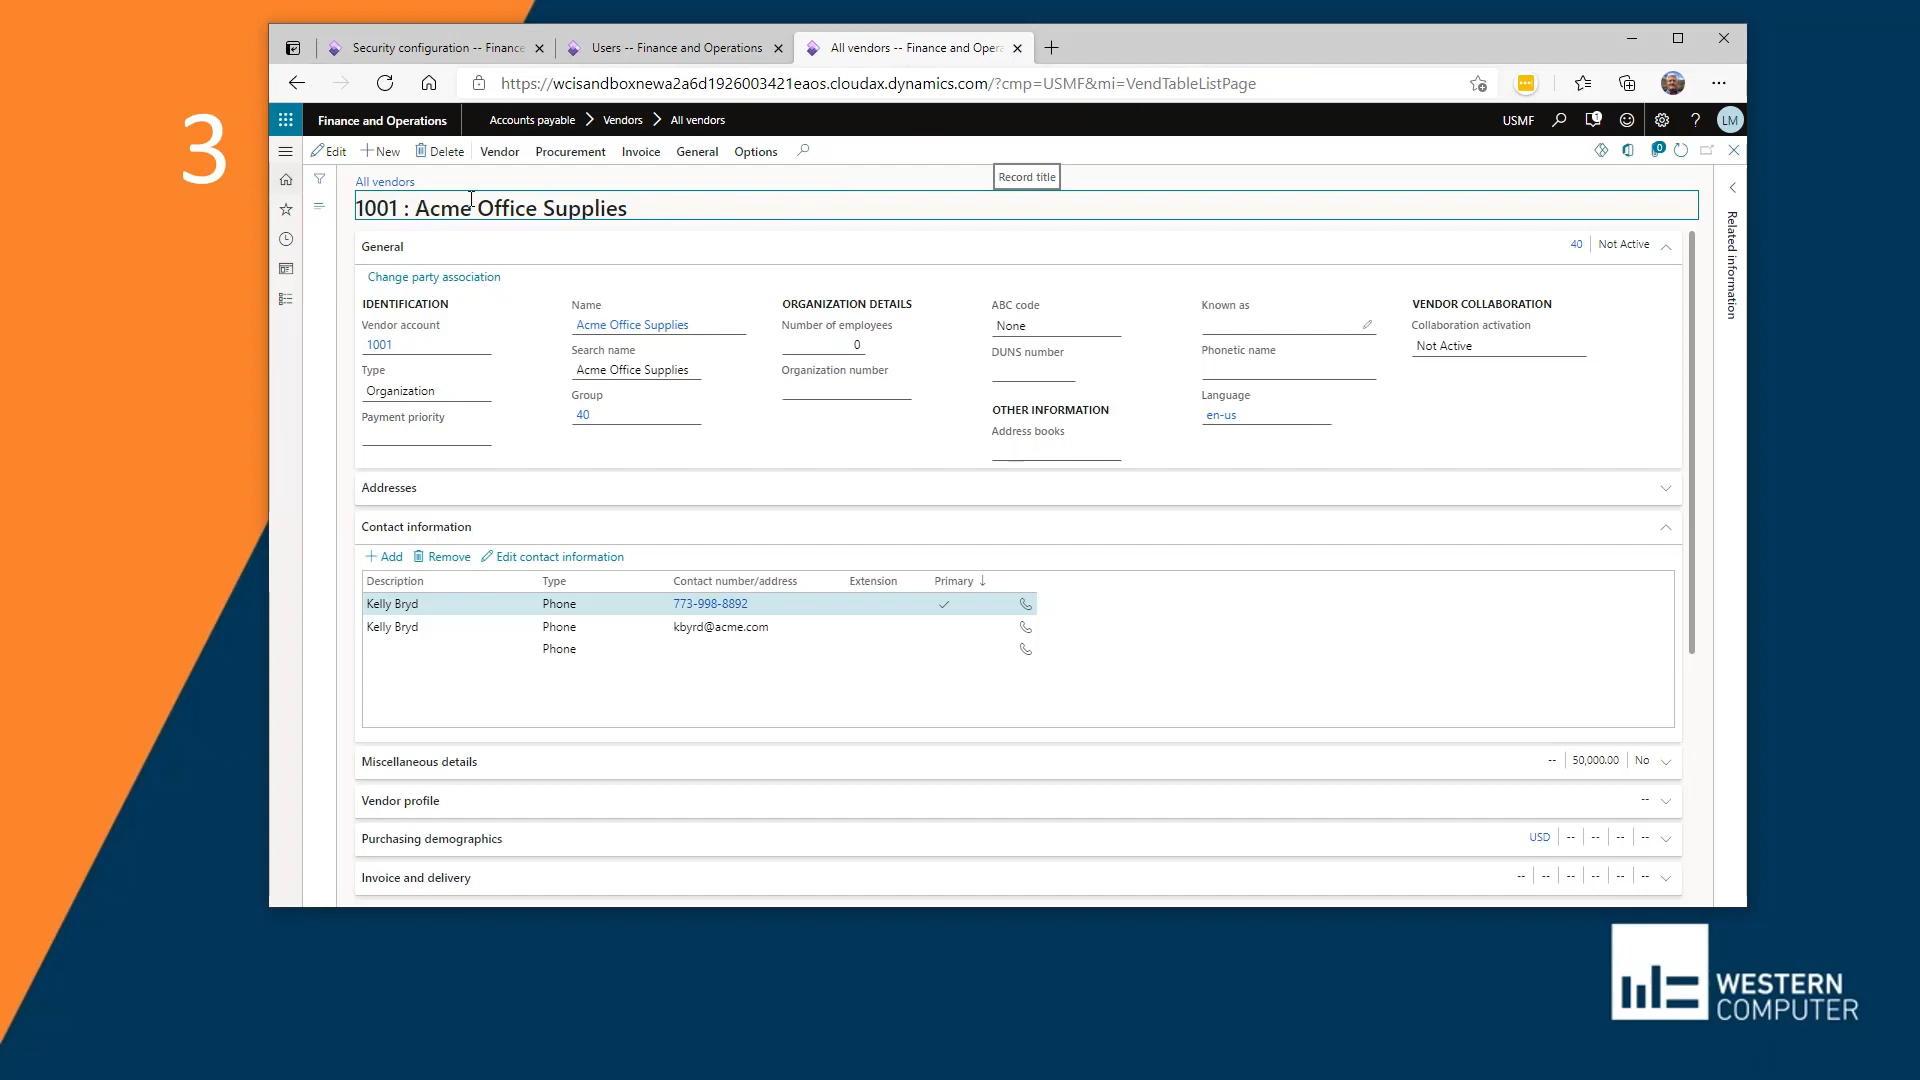 3
Security configuration -- Finance
Users -- Finance and Operations
All vendors -- Finance and Opera
https://wcisandboxnewa2a6d1926003421eaos.cloudax.dynamics.com/?cmp=USMF&mi=VendTableListPage
Finance and Operations
Accounts payable
Vendors
All vendors
USMF
1
?
LM
Edit
New
Delete
Vendor
Procurement
Invoice
General
Options
0
All vendors
Record title
1001 : Acme Office Supplies
Related information
General
40
Not Active
Change party association
IDENTIFICATION
Vendor account
1001
Type
Organization
Payment priority
Name
Acme Office Supplies
Search name
Acme Office Supplies
Group
40
ORGANIZATION DETAILS
Number of employees
0
Organization number
ABC code
None
DUNS number
OTHER INFORMATION
Address books
Known as
Phonetic name
Language
en-us
VENDOR COLLABORATION
Collaboration activation
Not Active
Addresses
Contact information
Add
Remove
Edit contact information
Description Type Contact number/address Extension Primary
Kelly Bryd Phone 773-998-8892
Kelly Bryd Phone kbyrd@acme.com
Phone
Miscellaneous details -- 50,000.00 No
Vendor profile --
Purchasing demographics USD -- -- -- --
Invoice and delivery -- -- -- -- -- --
WESTERN
COMPUTER